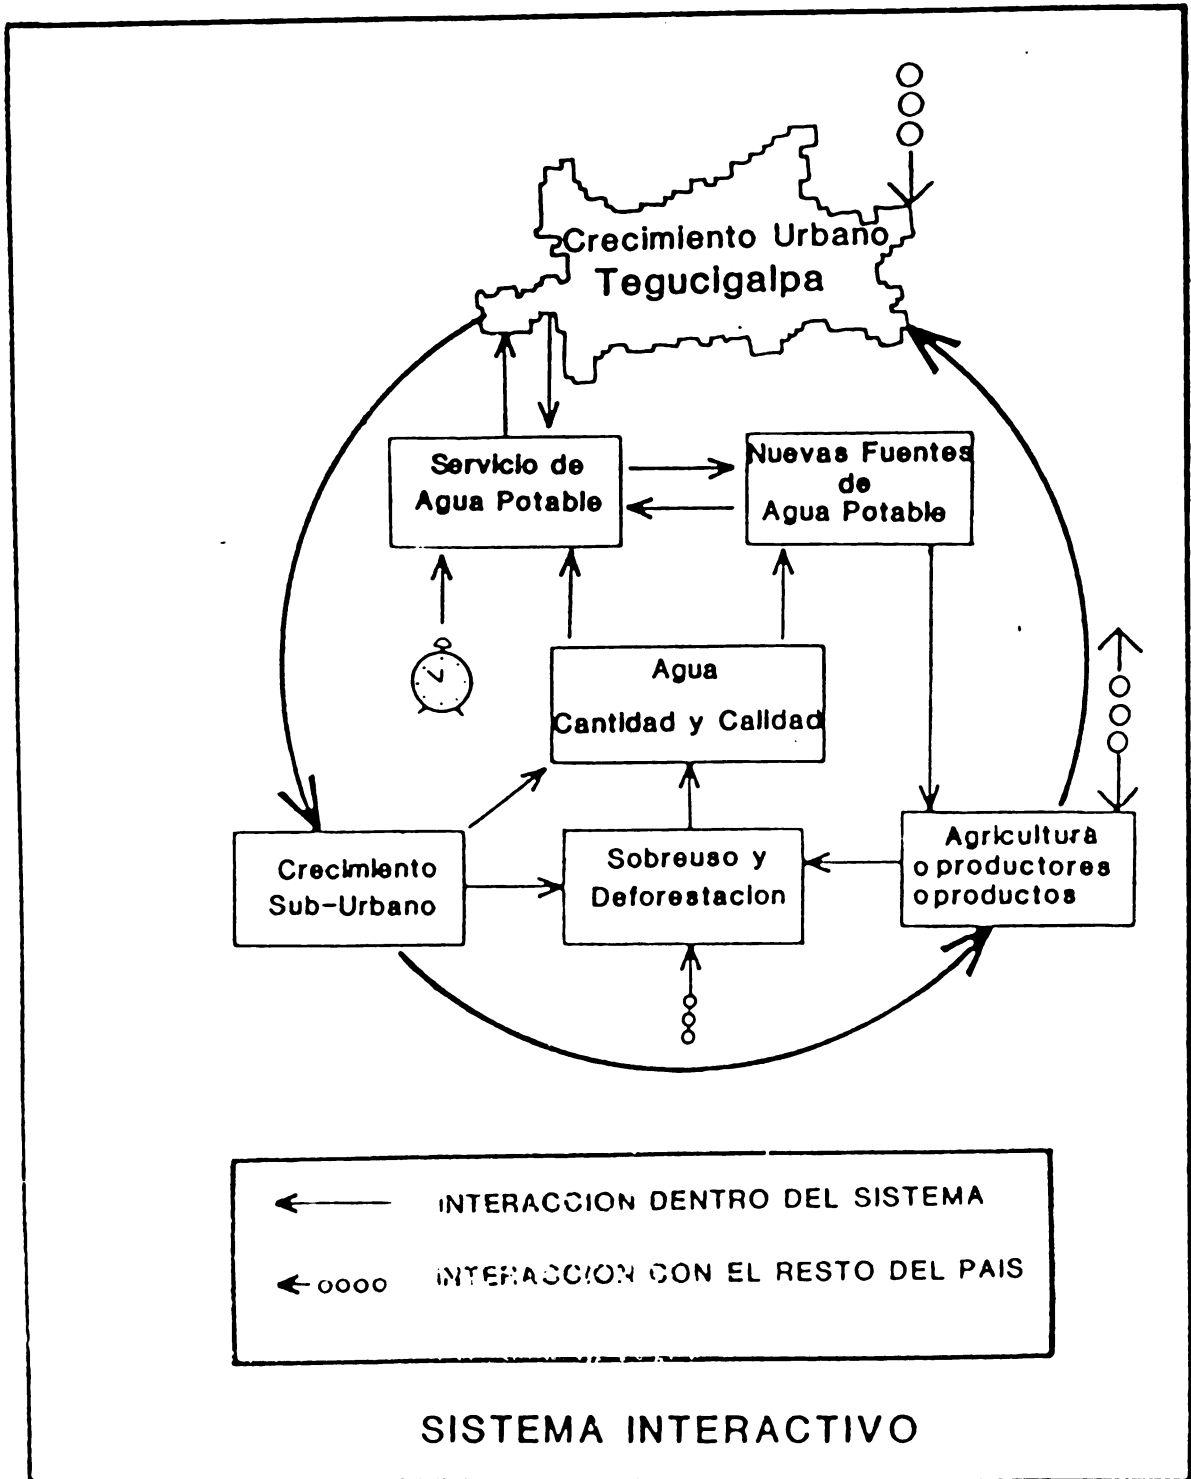 Crecimiento Urbano
Tegucigalpa
Servicio de
Agua Potable
Nuevas Fuentes
de
Agua Potable
Agua
Cantidad y Calidad
Crecimiento
Sub-Urbano
Sobreuso y
Deforestacion
Agricultura
o productores
o productos
INTERACCION DENTRO DEL SISTEMA
INTERACCION CON EL RESTO DEL PAIS
SISTEMA INTERACTIVO